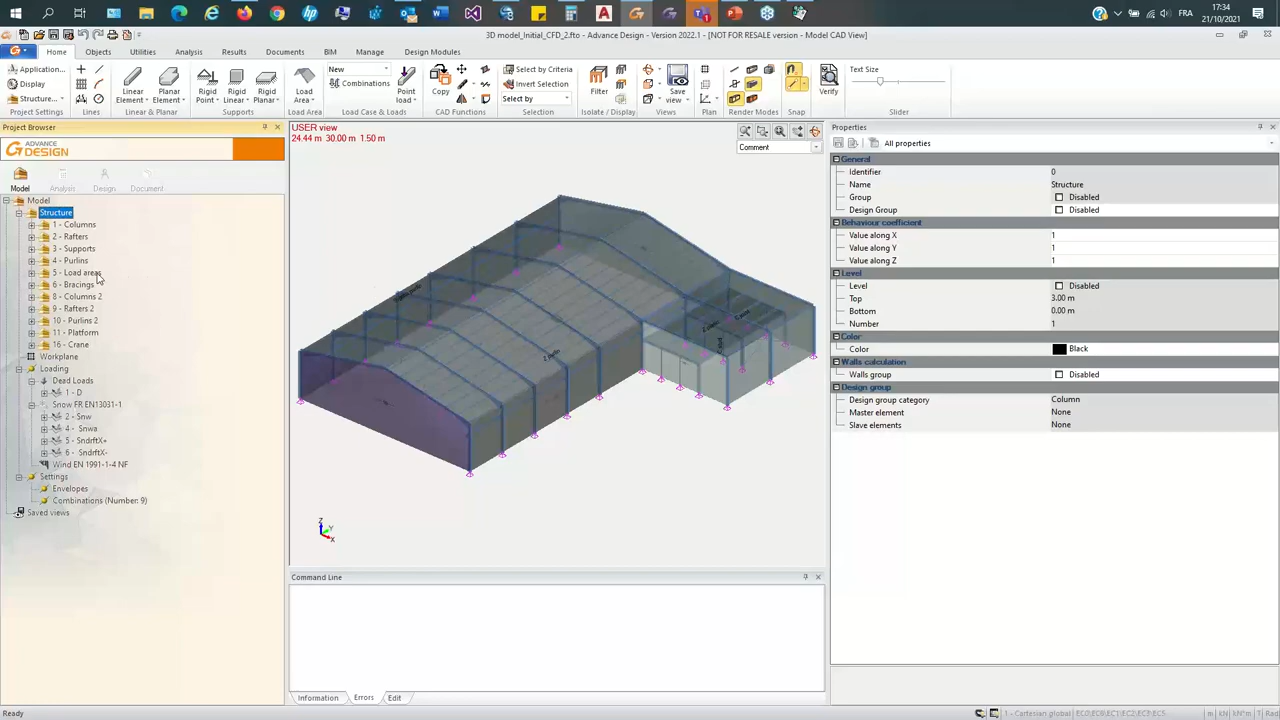 17:34
FRA
21/10/2021
3D model_Initial_CFD_2.fto - Advance Design - Version 2022.1 - [NOT FOR RESALE version - Model CAD View]
Home
Objects
Utilities
Analysis
Results
Documents
BIM
Manage
Design Modules
Application...
Display
Structure...
Project Settings
Lines
Linear Element
Planar Element
Linear & Planar
Rigid Point
Rigid Linear
Rigid Planar
Supports
Load Area
Load Area
New
Combinations
Point load
Load Case & Loads
Copy
CAD Functions
Select by Criteria
Invert Selection
Select by
Selection
Filter
Isolate / Display
Save view
Views
Render Modes
Snap
Verify
Text Size
Slider
Project Browser
ADVANCE
DESIGN
Model
Analysis
Design
Document
Model
Structure
1 - Columns
2 - Rafters
3 - Supports
4 - Purlins
5 - Load areas
6 - Bracings
8 - Columns 2
9 - Rafters 2
10 - Purlins 2
11 - Platform
16 - Crane
Workplane
Loading
Dead Loads
1 - D
Snow FR EN13031-1
2 - Snw
4 - Snwa
5 - SndrftX+
6 - SndrftX-
Wind EN 1991-1-4 NF
Settings
Envelopes
Combinations (Number: 9)
Saved views
USER view
24.44 m 30.00 m 1.50 m
Comment
Z
Y
X
Command Line
Information
Errors
Edit
Properties
All properties
General
Identifier 0
Name Structure
Group Disabled
Design Group Disabled
Behaviour coefficient
Value along X 1
Value along Y 1
Value along Z 1
Level
Level Disabled
Top 3.00 m
Bottom 0.00 m
Number 1
Color
Color Black
Walls calculation
Walls group Disabled
Design group
Design group category Column
Master element None
Slave elements None
Ready
1 - Cartesian global
m
kN
kN*m
T